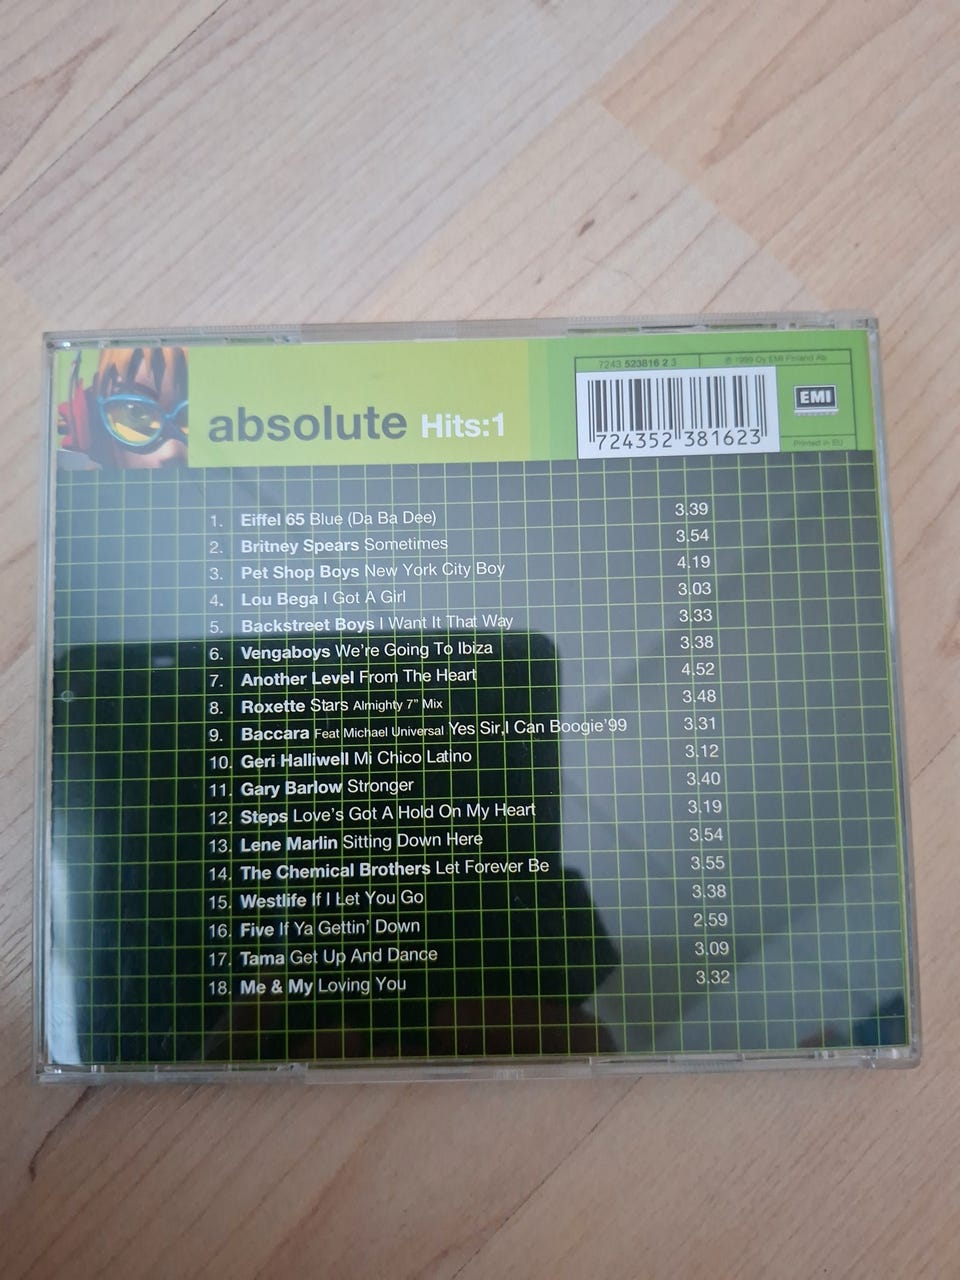 7243 523816 2 3
℗ 1999 Oy EMI Finland Ab
absolute Hits:1
724352 381623
EMI
Printed in EU
1. Eiffel 65 Blue (Da Ba Dee) 3.39
2. Britney Spears Sometimes 3.54
3. Pet Shop Boys New York City Boy 4.19
4. Lou Bega I Got A Girl 3.03
5. Backstreet Boys I Want It That Way 3.33
6. Vengaboys We're Going To Ibiza 3.38
7. Another Level From The Heart 4.52
8. Roxette Stars Almighty 7" Mix 3.48
9. Baccara Feat Michael Universal Yes Sir,I Can Boogie'99 3.31
10. Geri Halliwell Mi Chico Latino 3.12
11. Gary Barlow Stronger 3.40
12. Steps Love's Got A Hold On My Heart 3.19
13. Lene Marlin Sitting Down Here 3.54
14. The Chemical Brothers Let Forever Be 3.55
15. Westlife If I Let You Go 3.38
16. Five If Ya Gettin' Down 2.59
17. Tama Get Up And Dance 3.09
18. Me & My Loving You 3.32